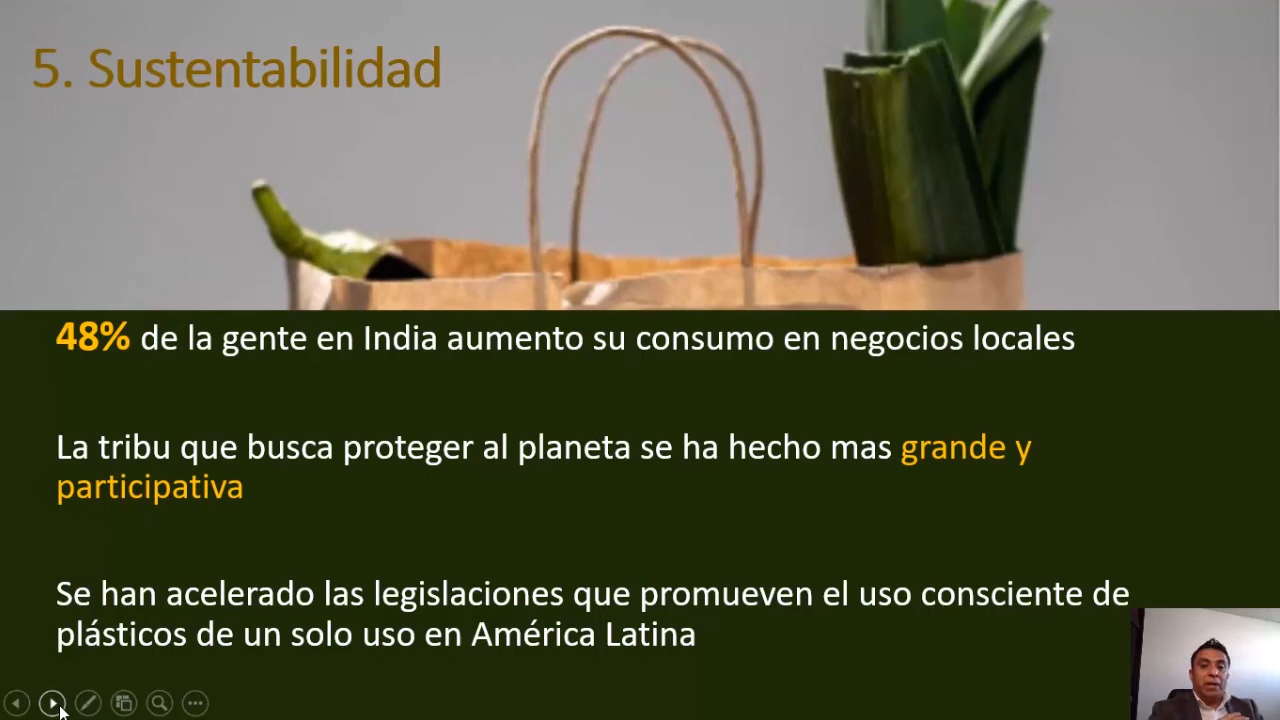 5. Sustentabilidad
48% de la gente en India aumento su consumo en negocios locales
La tribu que busca proteger al planeta se ha hecho mas grande y
participativa
Se han acelerado las legislaciones que promueven el uso consciente de
plásticos de un solo uso en América Latina